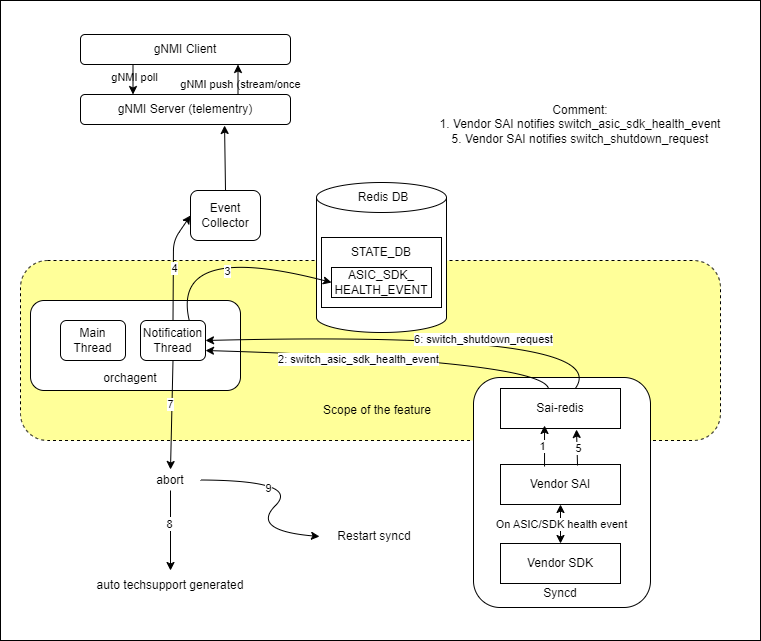 gNMI Client
gNMI poll
gNMI push (stream/once
gNMI Server (telementry)
Comment:
1. Vendor SAI notifies switch_asic_sdk_health_event
5. Vendor SAI notifies switch_shutdown_request
Event
Collector
Redis DB
STATE_DB
ASIC_SDK_
HEALTH_EVENT
4
3
Main
Thread
Notification
Thread
orchagent
6: switch_shutdown_request
2: switch_asic_sdk_health_event
7
Scope of the feature
Sai-redis
1
5
Vendor SAI
On ASIC/SDK health event
Vendor SDK
Syncd
abort
9
8
Restart syncd
auto techsupport generated